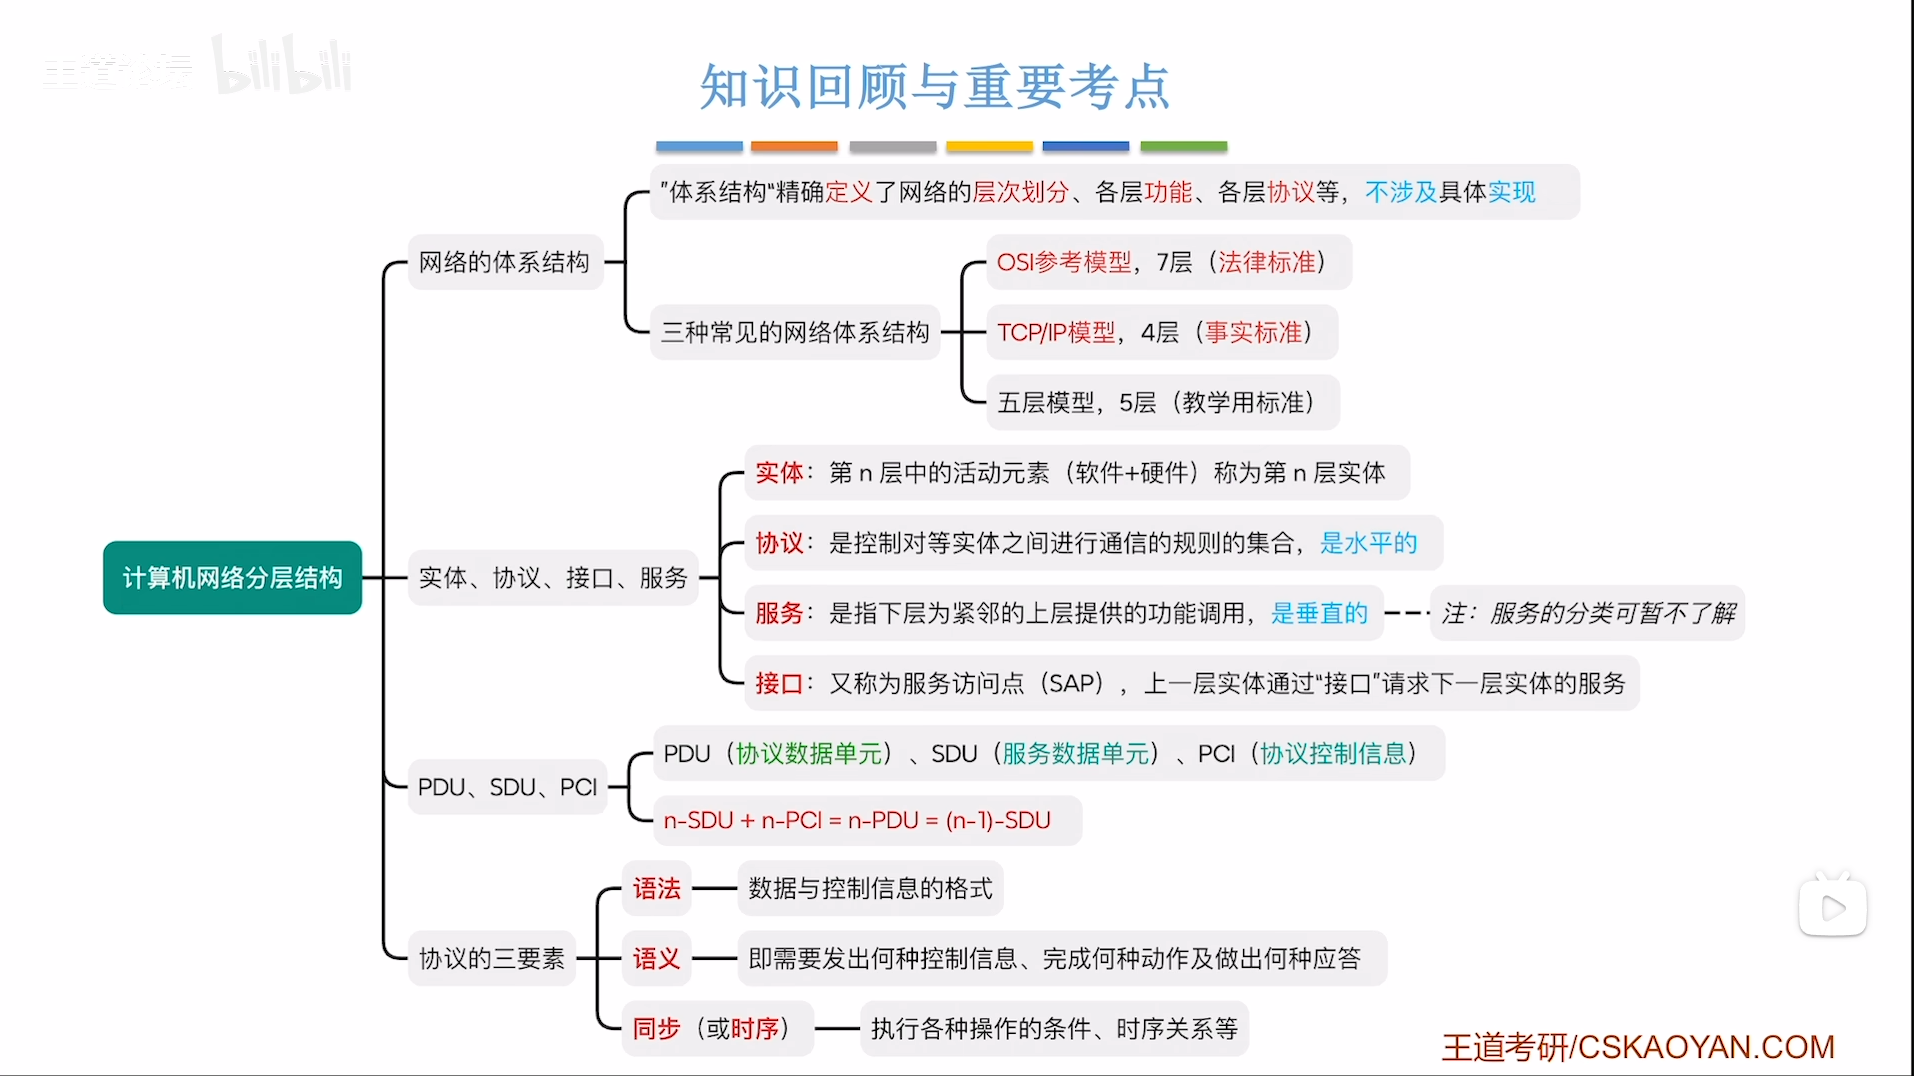 王道论坛 bilibili
知识回顾与重要考点
"体系结构“精确定义了网络的层次划分、各层功能、各层协议等，不涉及具体实现
网络的体系结构
OSI参考模型，7层（法律标准）
三种常见的网络体系结构
TCP/IP模型，4层（事实标准）
五层模型，5层（教学用标准）
实体：第 n 层中的活动元素（软件+硬件）称为第 n 层实体
协议：是控制对等实体之间进行通信的规则的集合，是水平的
计算机网络分层结构
实体、协议、接口、服务
服务：是指下层为紧邻的上层提供的功能调用，是垂直的
注：服务的分类可暂不了解
接口：又称为服务访问点（SAP），上一层实体通过“接口”请求下一层实体的服务
PDU（协议数据单元）、SDU（服务数据单元）、PCI（协议控制信息）
PDU、SDU、PCI
n-SDU + n-PCI = n-PDU = (n-1)-SDU
语法
数据与控制信息的格式
协议的三要素
语义
即需要发出何种控制信息、完成何种动作及做出何种应答
同步（或时序）
执行各种操作的条件、时序关系等
王道考研/CSKAOYAN.COM